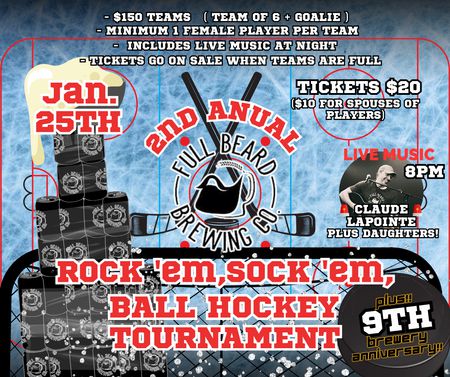 - $150 TEAMS ( TEAM OF 6 + GOALIE )
- MINIMUM 1 FEMALE PLAYER PER TEAM
- INCLUDES LIVE MUSIC AT NIGHT
- TICKETS GO ON SALE WHEN TEAMS ARE FULL
Jan.
25TH
TICKETS $20
($10 FOR SPOUSES OF
PLAYERS)
2ND ANUAL
FULL BEARD
BREWING CO.
LIVE MUSIC
8PM
CLAUDE
LAPOINTE
PLUS DAUGHTERS!
ROCK 'em,SOCK 'em,
BALL HOCKEY
TOURNAMENT
plus!!
9TH
brewery
anniversary!!